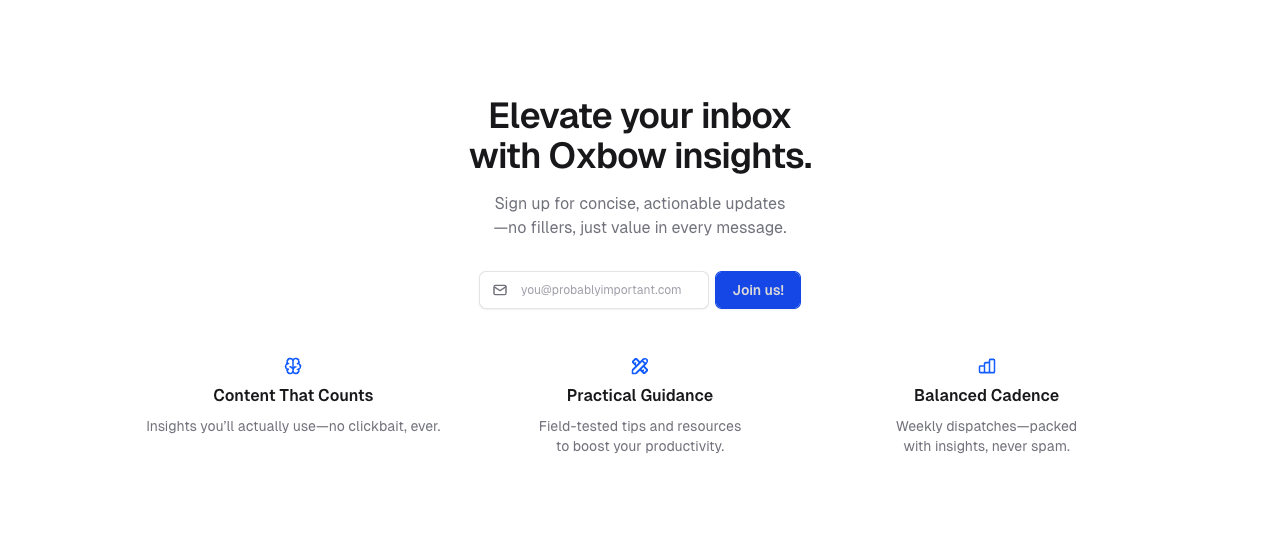 Elevate your inbox
with Oxbow insights.
Sign up for concise, actionable updates
—no fillers, just value in every message.
you@probablyimportant.com
Join us!
Content That Counts
Insights you’ll actually use—no clickbait, ever.
Practical Guidance
Field-tested tips and resources
to boost your productivity.
Balanced Cadence
Weekly dispatches—packed
with insights, never spam.